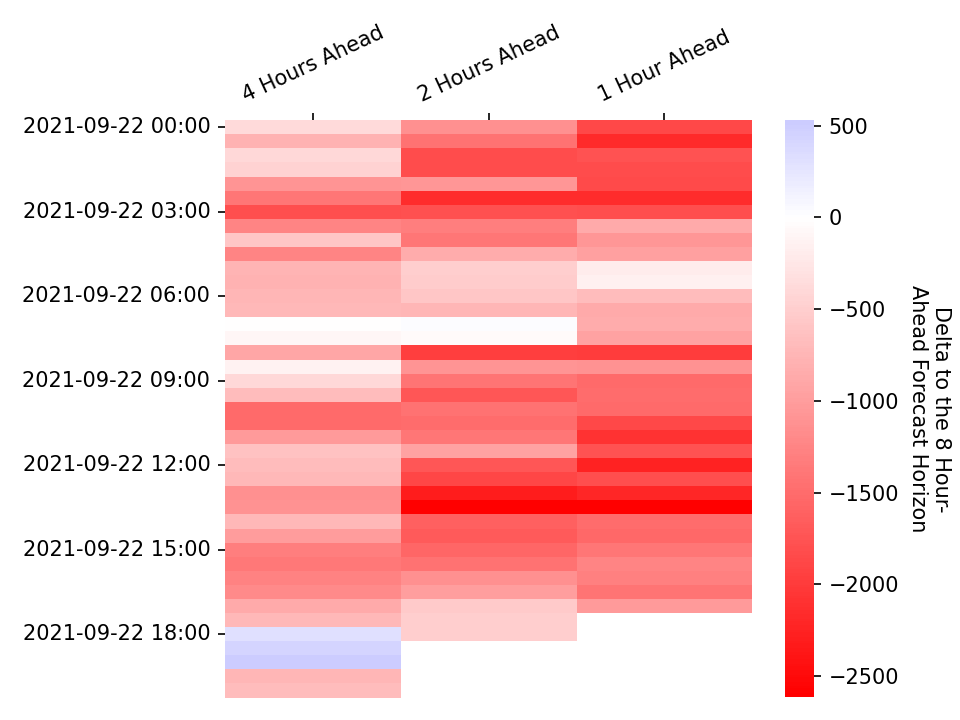 4 Hours Ahead
2 Hours Ahead
1 Hour Ahead
2021-09-22 00:00
2021-09-22 03:00
2021-09-22 06:00
2021-09-22 09:00
2021-09-22 12:00
2021-09-22 15:00
2021-09-22 18:00
500
0
−500
−1000
−1500
−2000
−2500
Delta to the 8 Hour-
Ahead Forecast Horizon